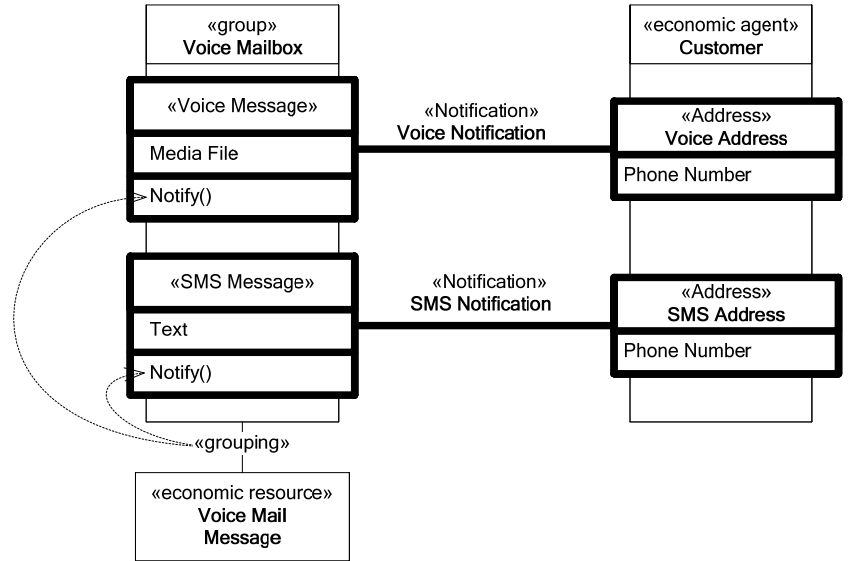 «group»
Voice Mailbox
«economic agent»
Customer
«Voice Message»
Media File
Notify()
«Notification»
Voice Notification
«Address»
Voice Address
Phone Number
«SMS Message»
Text
Notify()
«Notification»
SMS Notification
«Address»
SMS Address
Phone Number
«grouping»
«economic resource»
Voice Mail
Message